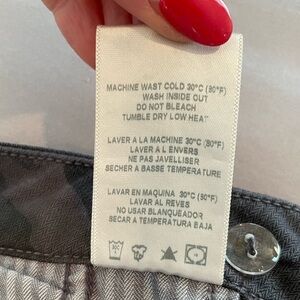 MACHINE WAST COLD 30°C (80°F)
WASH INSIDE OUT
DO NOT BLEACH
TUMBLE DRY LOW HEAT
LAVER A LA MACHINE 30°C (80°F)
LAVER A L ENVERS
NE PAS JAVELLISER
SECHER A BASSE TEMPERATURE
LAVAR EN MAQUINA 30°C (80°F)
LAVAR AL REVES
NO USAR BLANQUEADOR
SECAR A TEMPERATURA BAJA